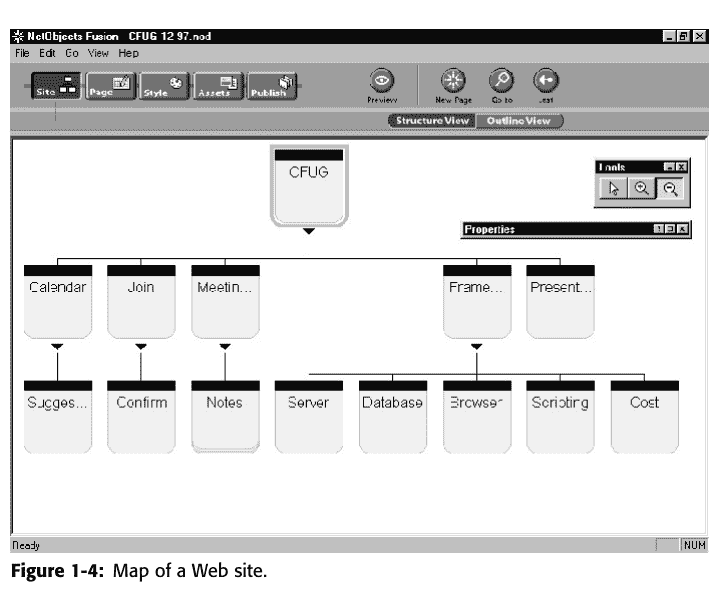 NetObjects Fusion   CFUG 12 97.nod
File Edit Go View Help
Site Page Style Assets Publish
Preview New Page Go to
Structure View Outline View
CFUG
Tools
Properties
Calendar Join Meetin... Frame... Present...
Sugges... Confirm Notes Server Database Browser Scripting Cost
Ready NUM
Figure 1-4: Map of a Web site.